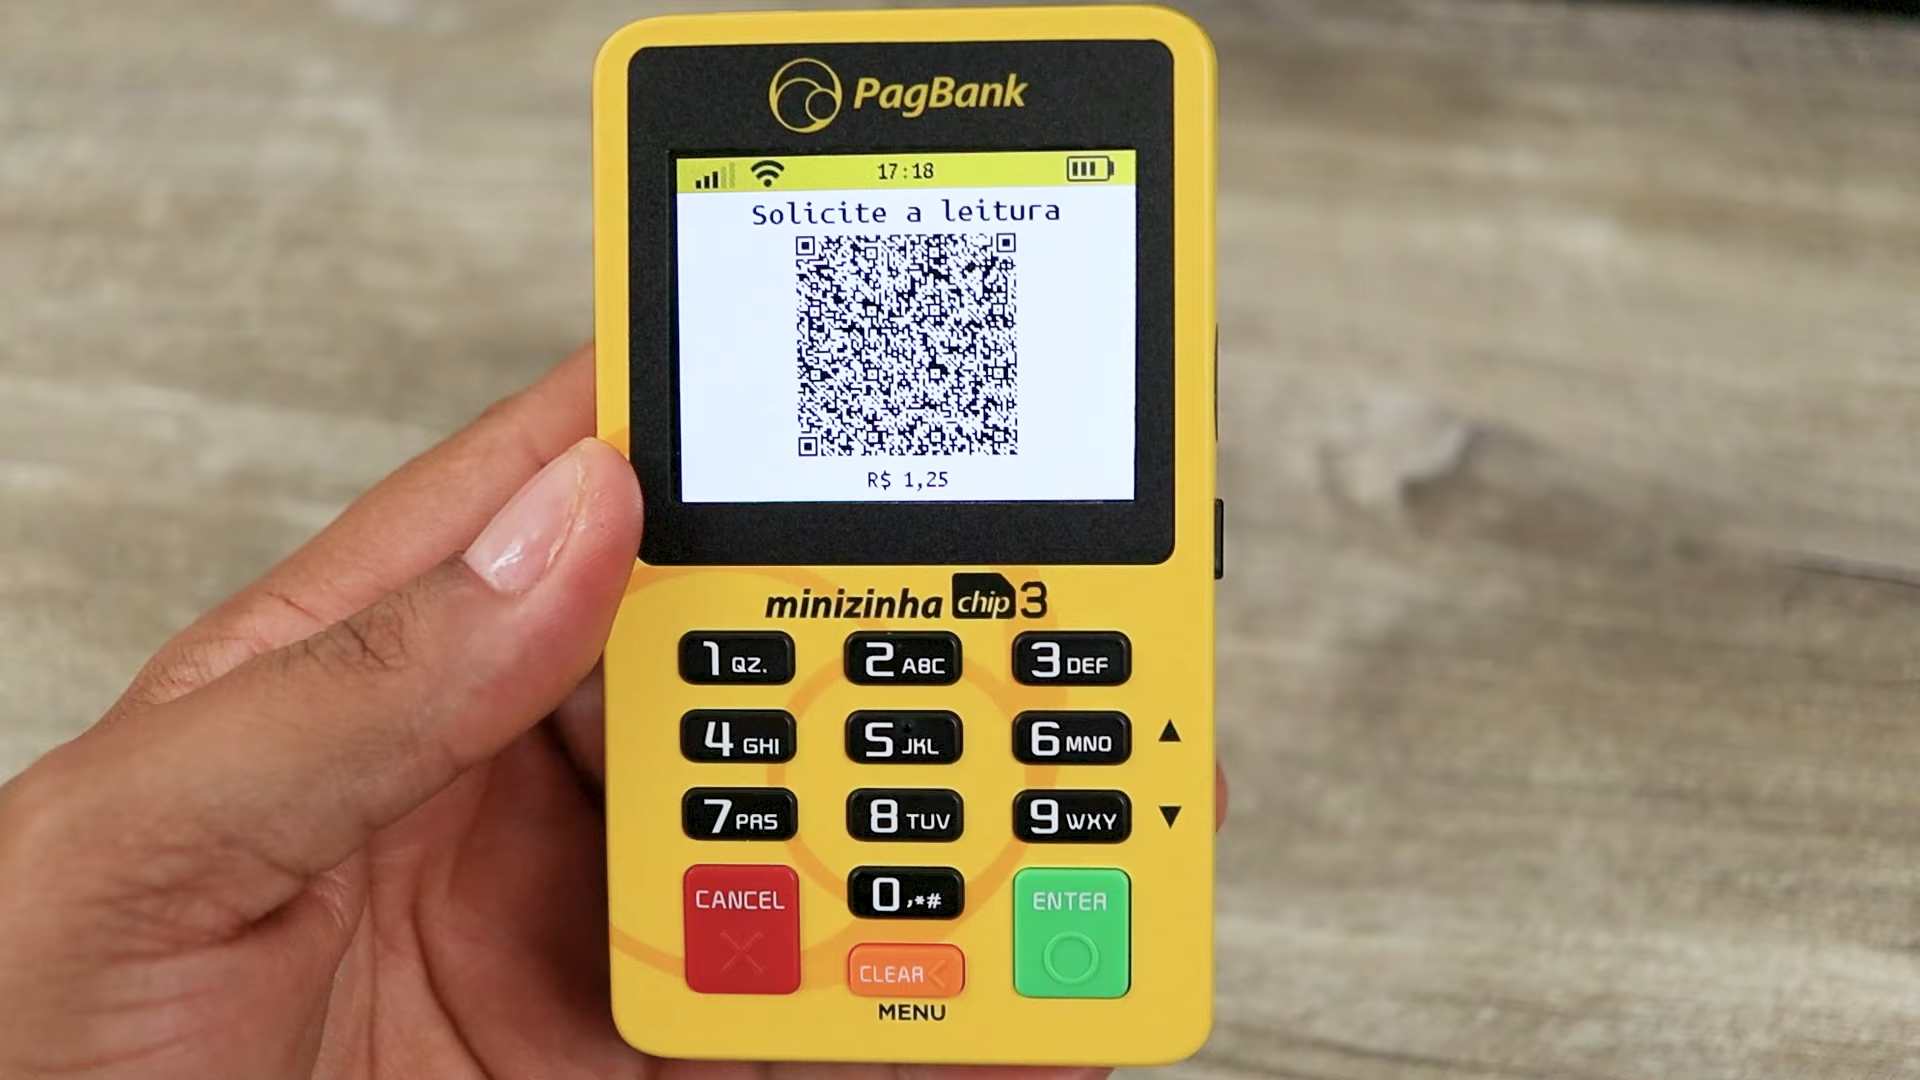 PagBank
17:18
Solicite a leitura
R$ 1,25
minizinha chip 3
1 QZ. 2 ABC 3 DEF
4 GHI 5 JKL 6 MNO ▲
7 PRS 8 TUV 9 WXY ▼
CANCEL 0 ,*# ENTER
CLEAR
MENU